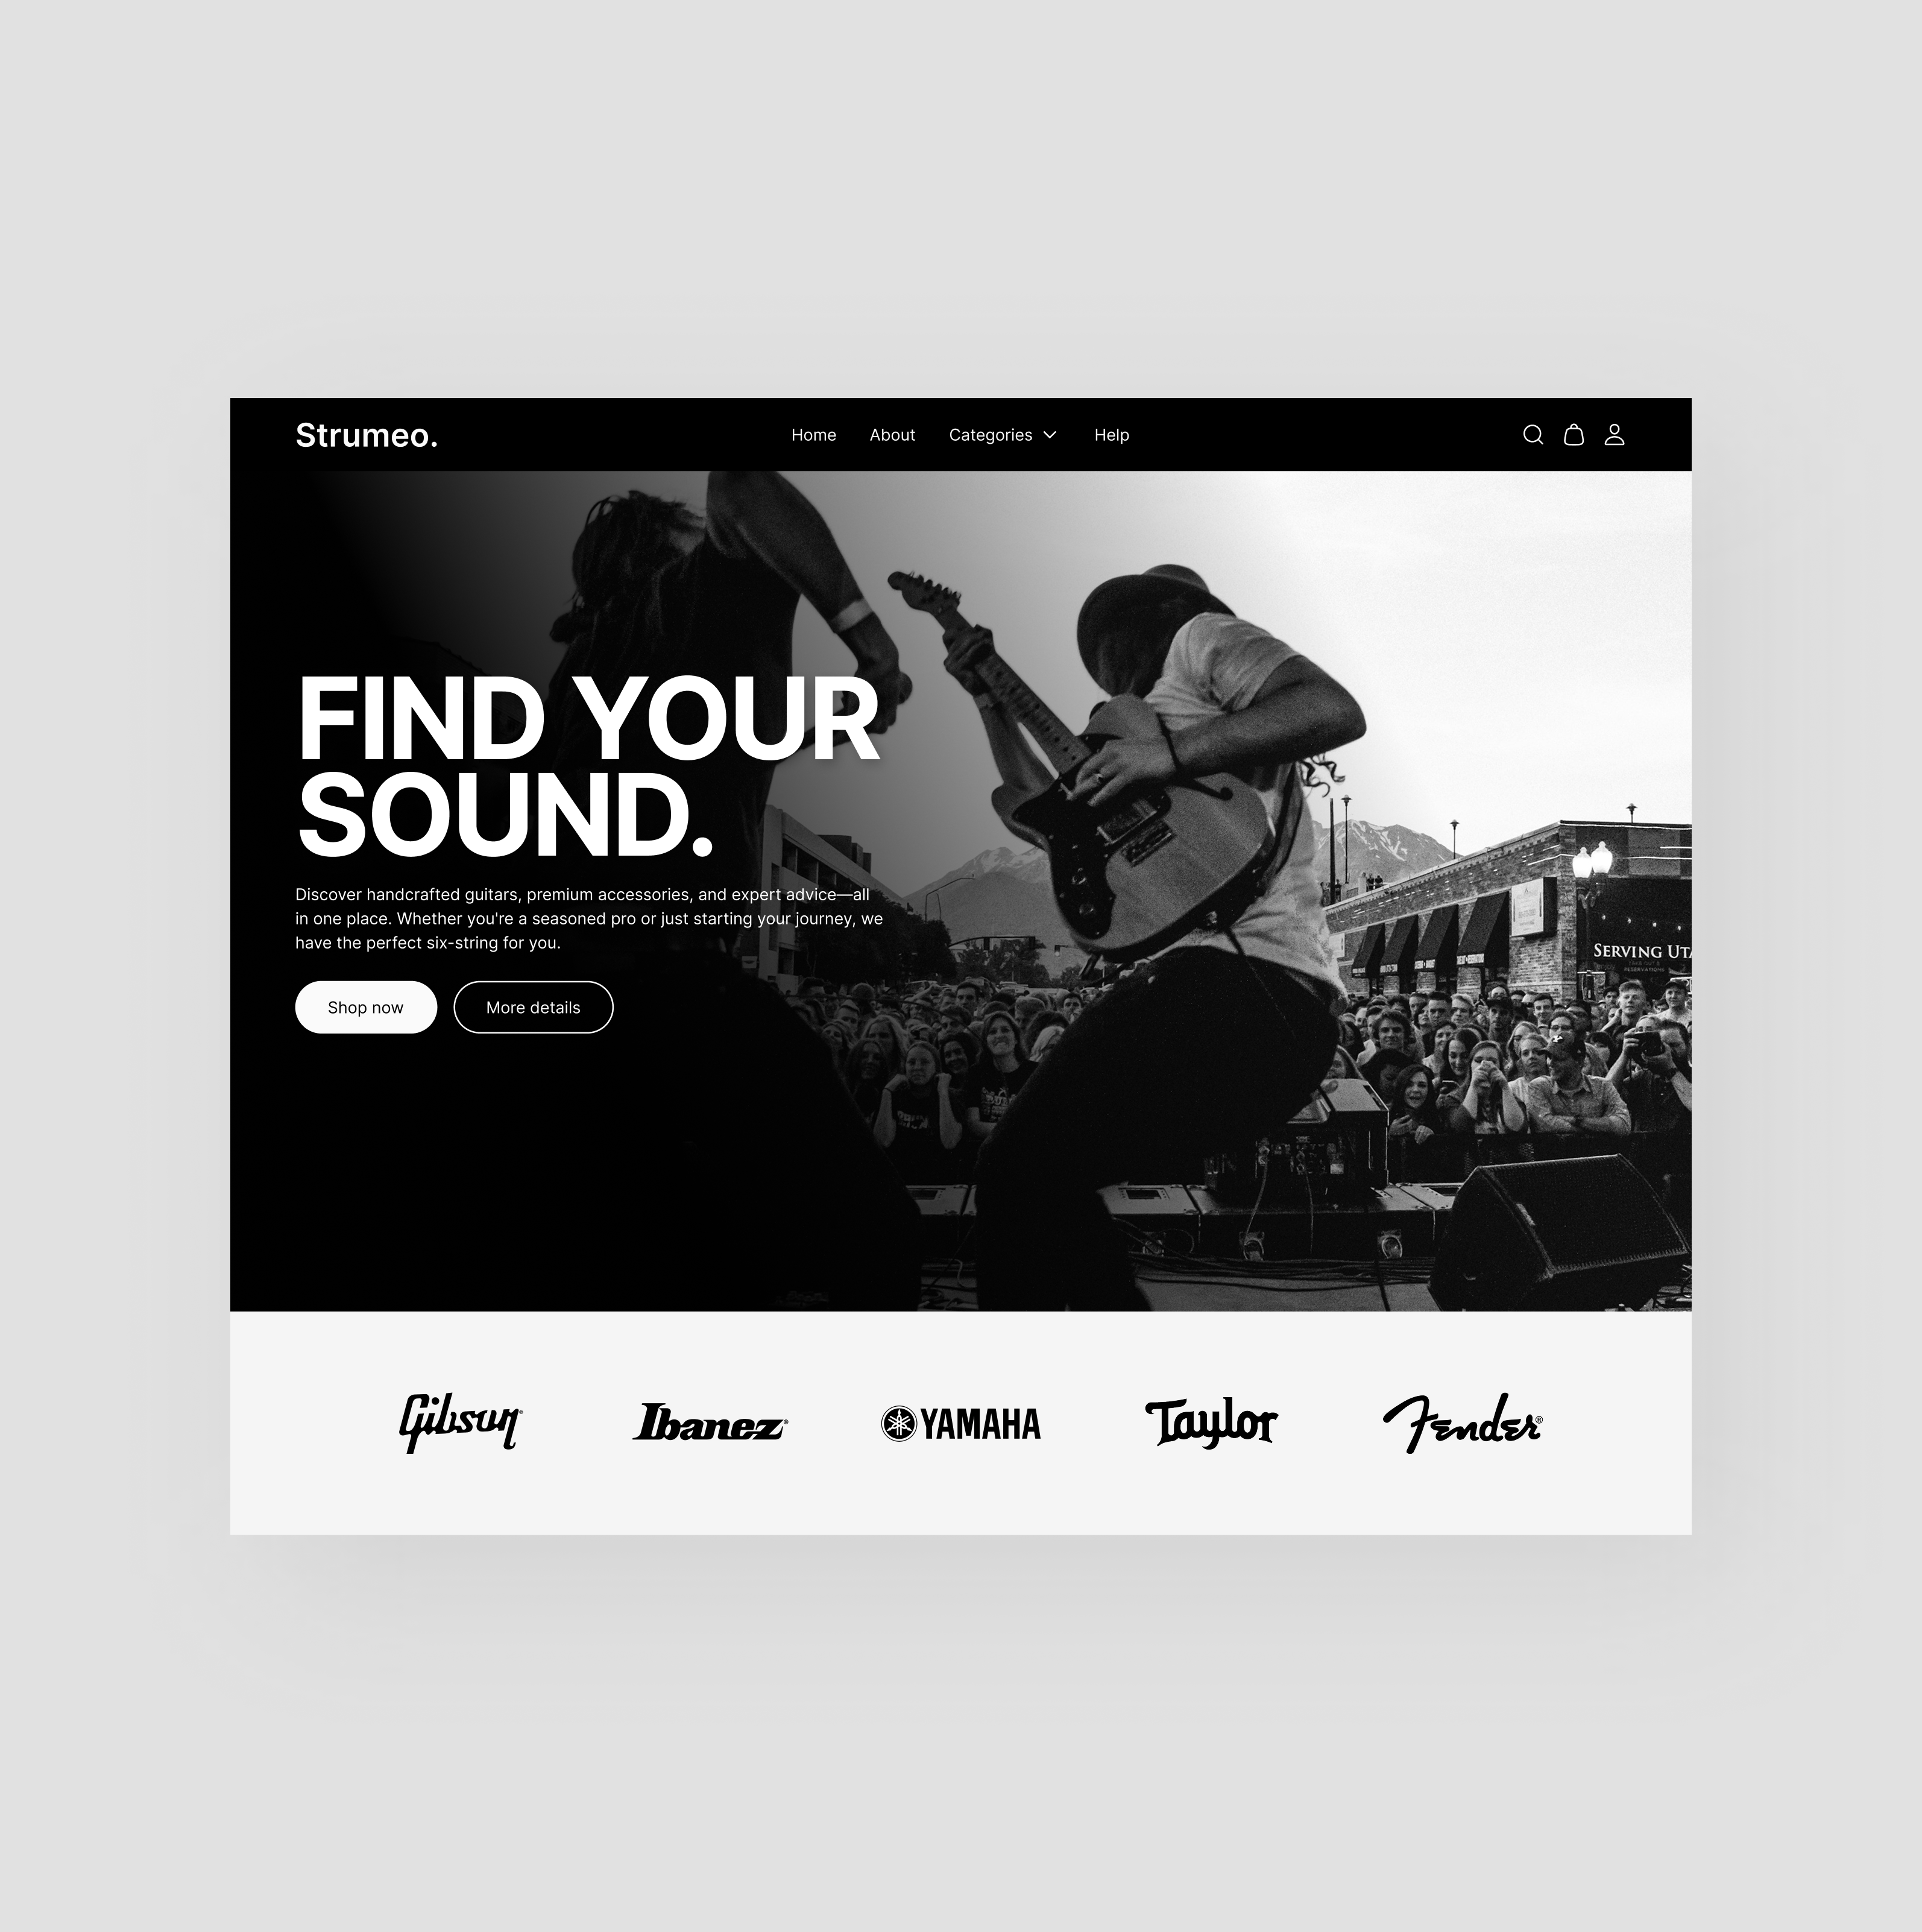 Strumeo.
Home About Categories Help
FIND YOUR
SOUND.
Discover handcrafted guitars, premium accessories, and expert advice—all
in one place. Whether you're a seasoned pro or just starting your journey, we
have the perfect six-string for you.
Shop now More details
SERVING UTA
RESERVATIONS
Gibson® Ibanez® YAMAHA Taylor Fender®